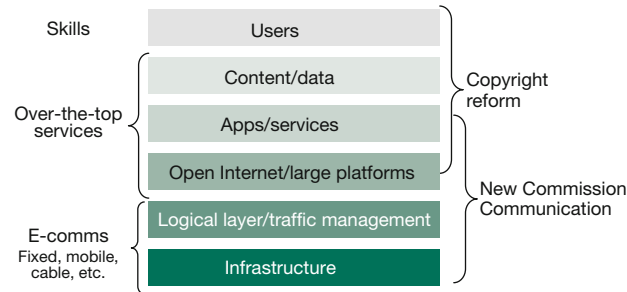 Skills
Users
Content/data
Over-the-top
services
Apps/services
Open Internet/large platforms
Logical layer/traffic management
E-comms
Fixed, mobile,
cable, etc.
Infrastructure
Copyright
reform
New Commission
Communication